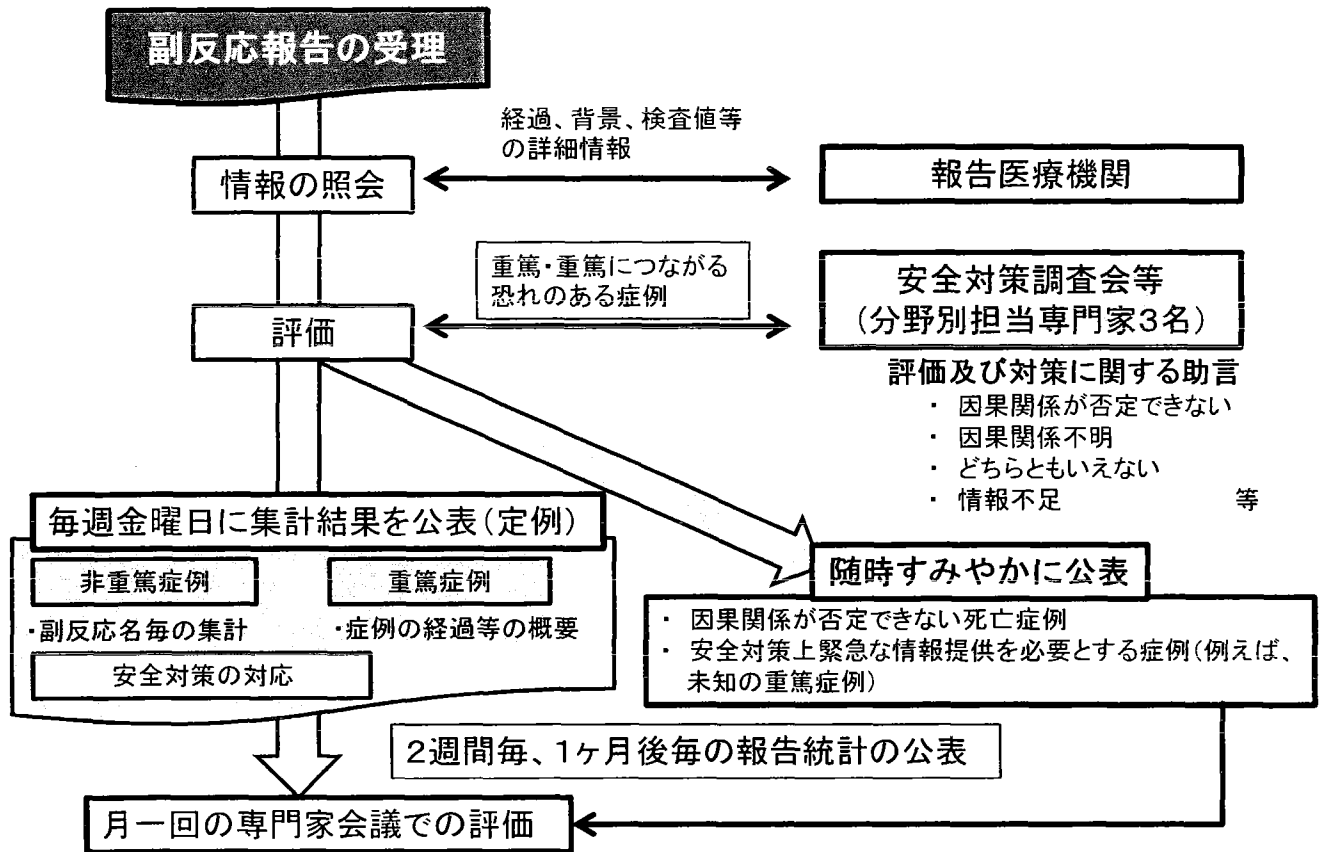 副反応報告の受理
経過、背景、検査値等
の詳細情報
情報の照会
報告医療機関
重篤・重篤につながる
恐れのある症例
評価
安全対策調査会等
(分野別担当専門家3名)
評価及び対策に関する助言
・ 因果関係が否定できない
・ 因果関係不明
・ どちらともいえない
・ 情報不足 等
毎週金曜日に集計結果を公表(定例)
非重篤症例
重篤症例
・副反応名毎の集計
・症例の経過等の概要
安全対策の対応
随時すみやかに公表
・ 因果関係が否定できない死亡症例
・ 安全対策上緊急な情報提供を必要とする症例(例えば、
未知の重篤症例)
2週間毎、1ヶ月後毎の報告統計の公表
月一回の専門家会議での評価